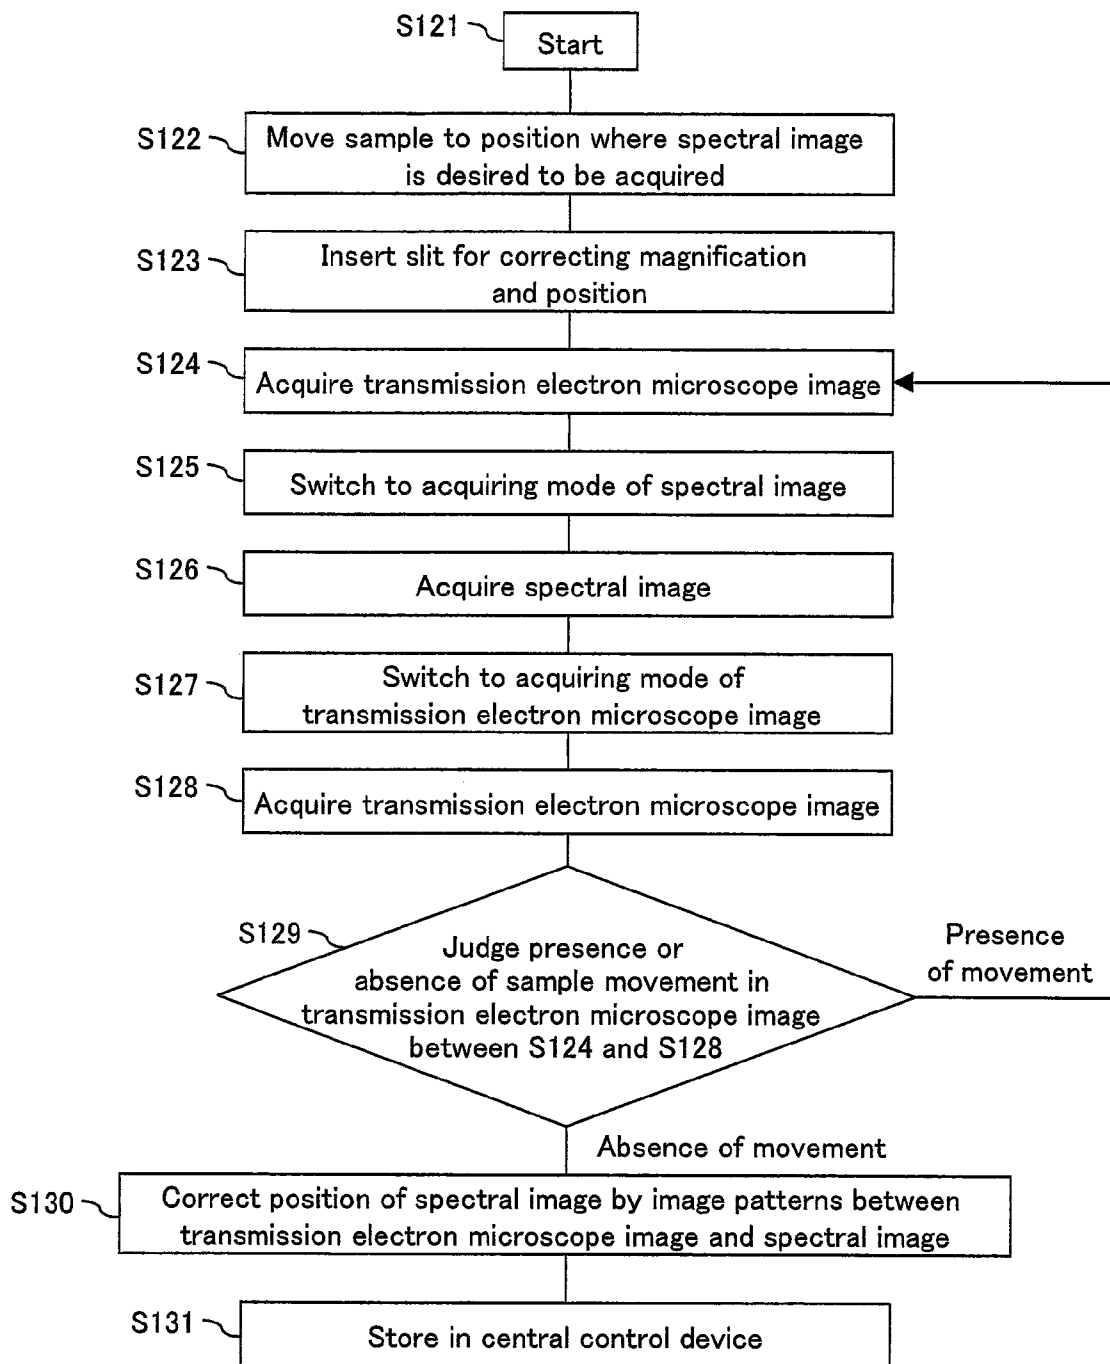 S121
Start
S122
Move sample to position where spectral image
is desired to be acquired
S123
Insert slit for correcting magnification
and position
S124
Acquire transmission electron microscope image
S125
Switch to acquiring mode of spectral image
S126
Acquire spectral image
S127
Switch to acquiring mode of
transmission electron microscope image
S128
Acquire transmission electron microscope image
S129
Judge presence or
absence of sample movement in
transmission electron microscope image
between S124 and S128
Presence
of movement
Absence of movement
S130
Correct position of spectral image by image patterns between
transmission electron microscope image and spectral image
S131
Store in central control device